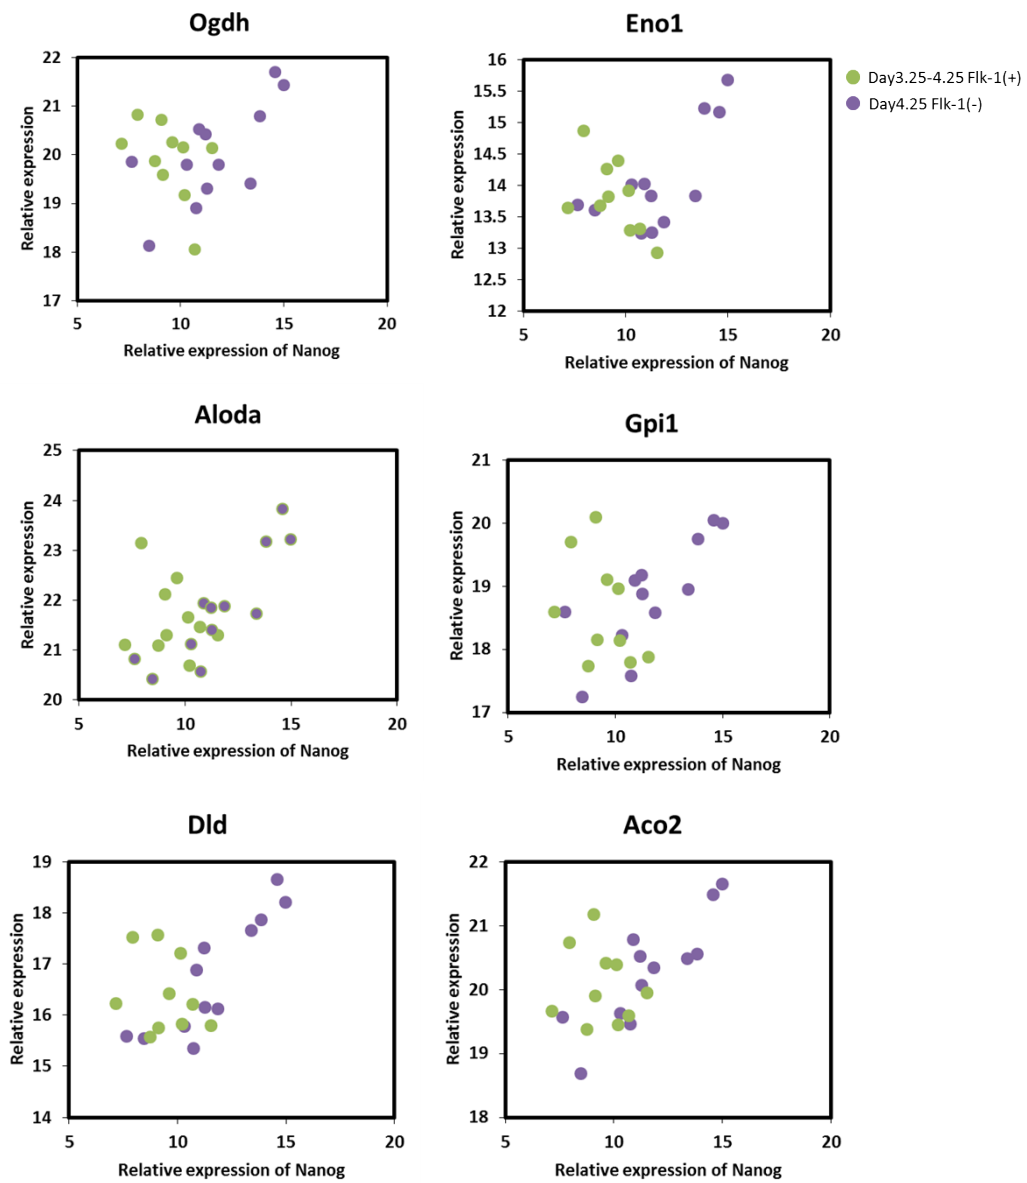 Ogdh
Relative expression
22
21
20
19
18
17
5 10 15 20
Relative expression of Nanog
Eno1
Relative expression
16
15.5
15
14.5
14
13.5
13
12.5
12
5 10 15 20
Relative expression of Nanog
Day3.25-4.25 Flk-1(+)
Day4.25 Flk-1(-)
Aloda
Relative expression
25
24
23
22
21
20
5 10 15 20
Relative expression of Nanog
Gpi1
Relative expression
21
20
19
18
17
5 10 15 20
Relative expression of Nanog
Dld
Relative expression
19
18
17
16
15
14
5 10 15 20
Relative expression of Nanog
Aco2
Relative expression
22
21
20
19
18
5 10 15 20
Relative expression of Nanog